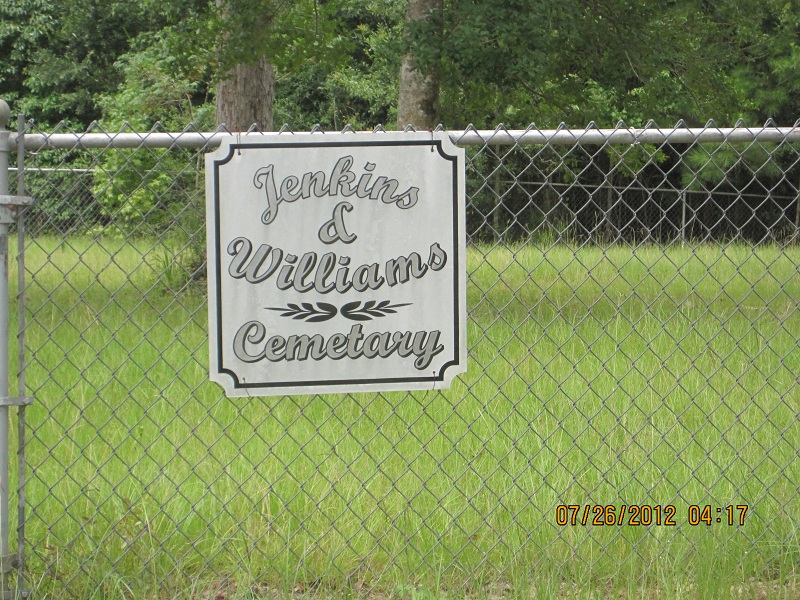 Jenkins
&
Williams
Cemetary
07/26/2012 04:17